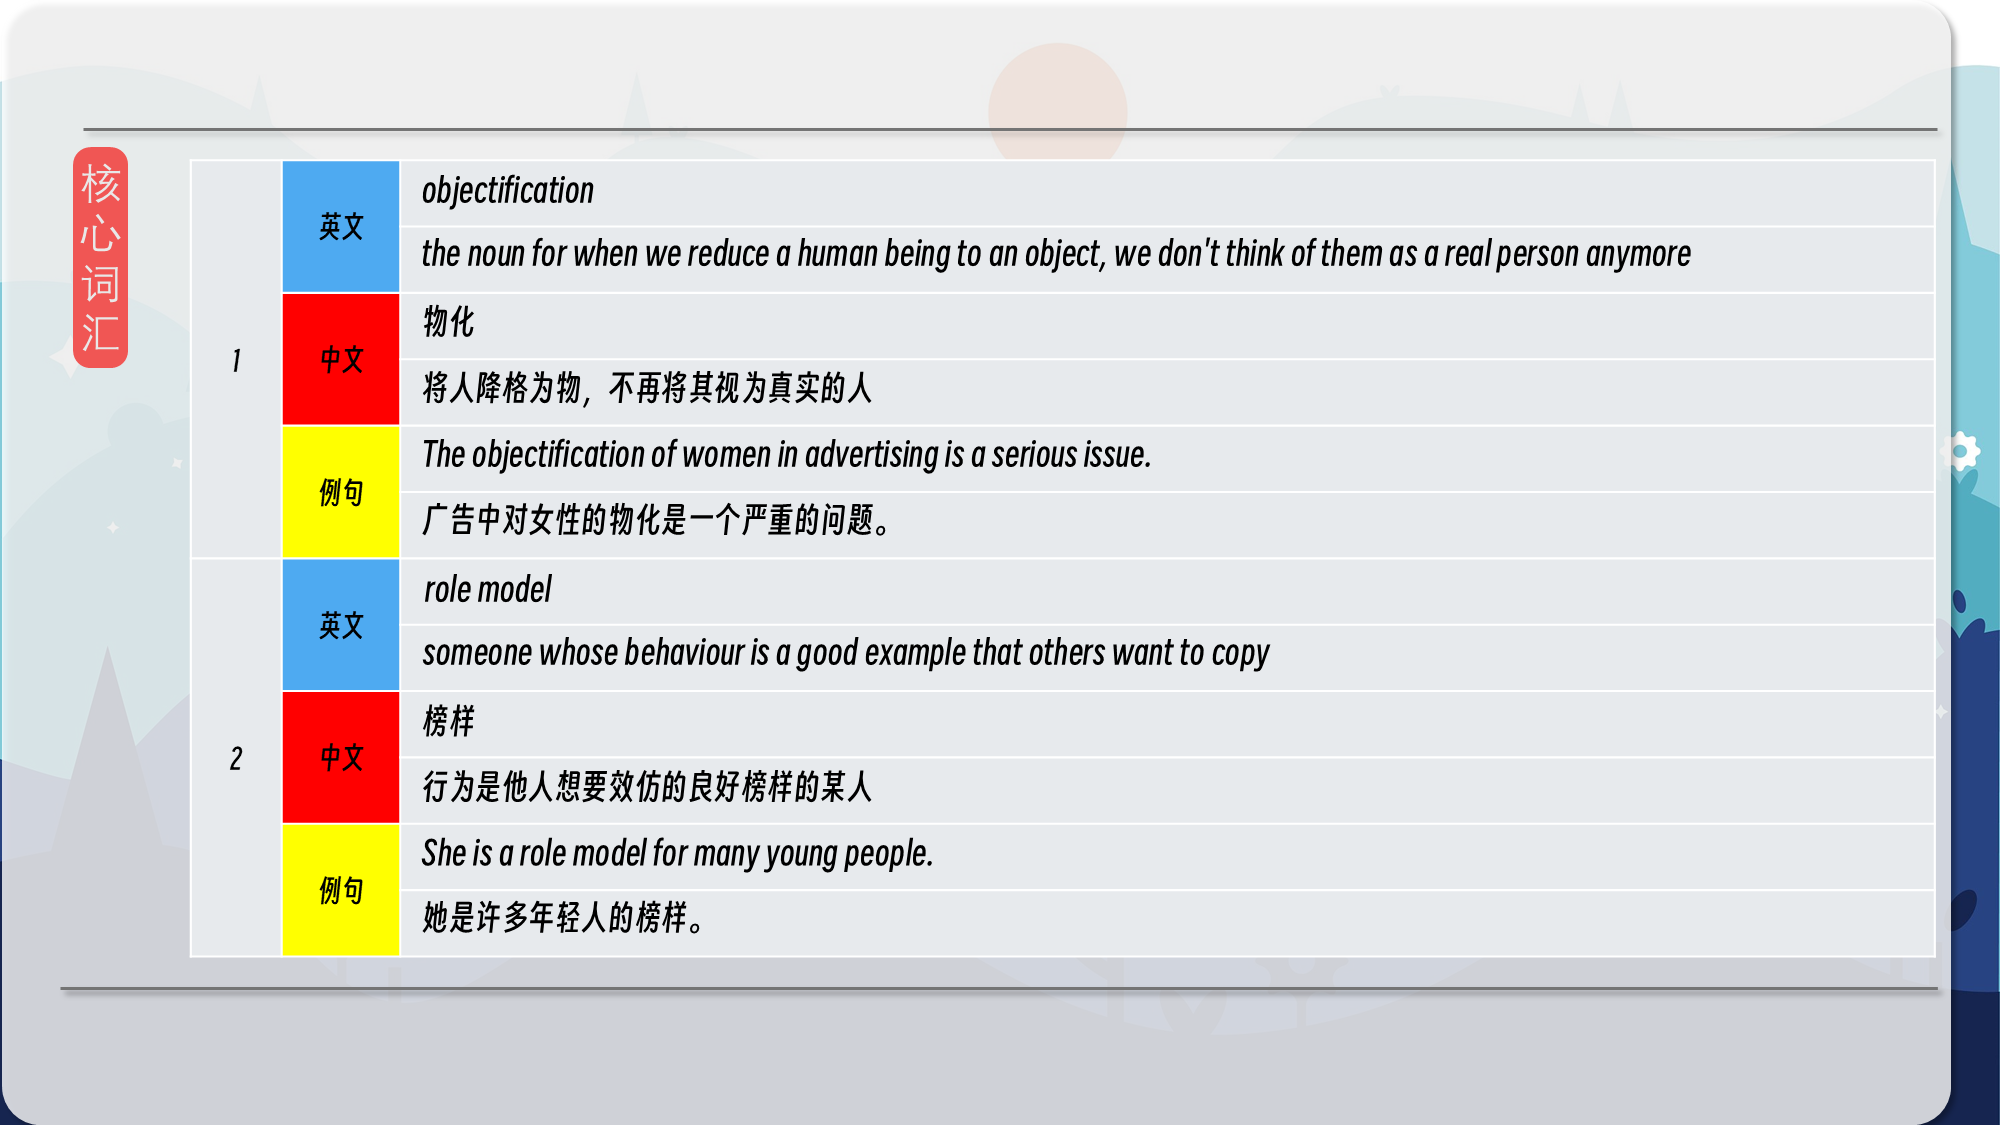 核心词汇
1
英文
objectification
the noun for when we reduce a human being to an object, we don't think of them as a real person anymore
中文
物化
将人降格为物，不再将其视为真实的人
例句
The objectification of women in advertising is a serious issue.
广告中对女性的物化是一个严重的问题。
2
英文
role model
someone whose behaviour is a good example that others want to copy
中文
榜样
行为是他人想要效仿的良好榜样的某人
例句
She is a role model for many young people.
她是许多年轻人的榜样。